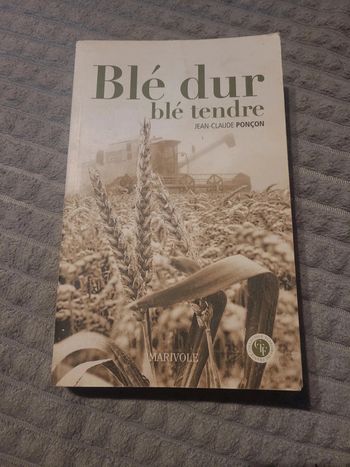 Blé dur
blé tendre
JEAN-CLAUDE PONÇON
MARIVOLE